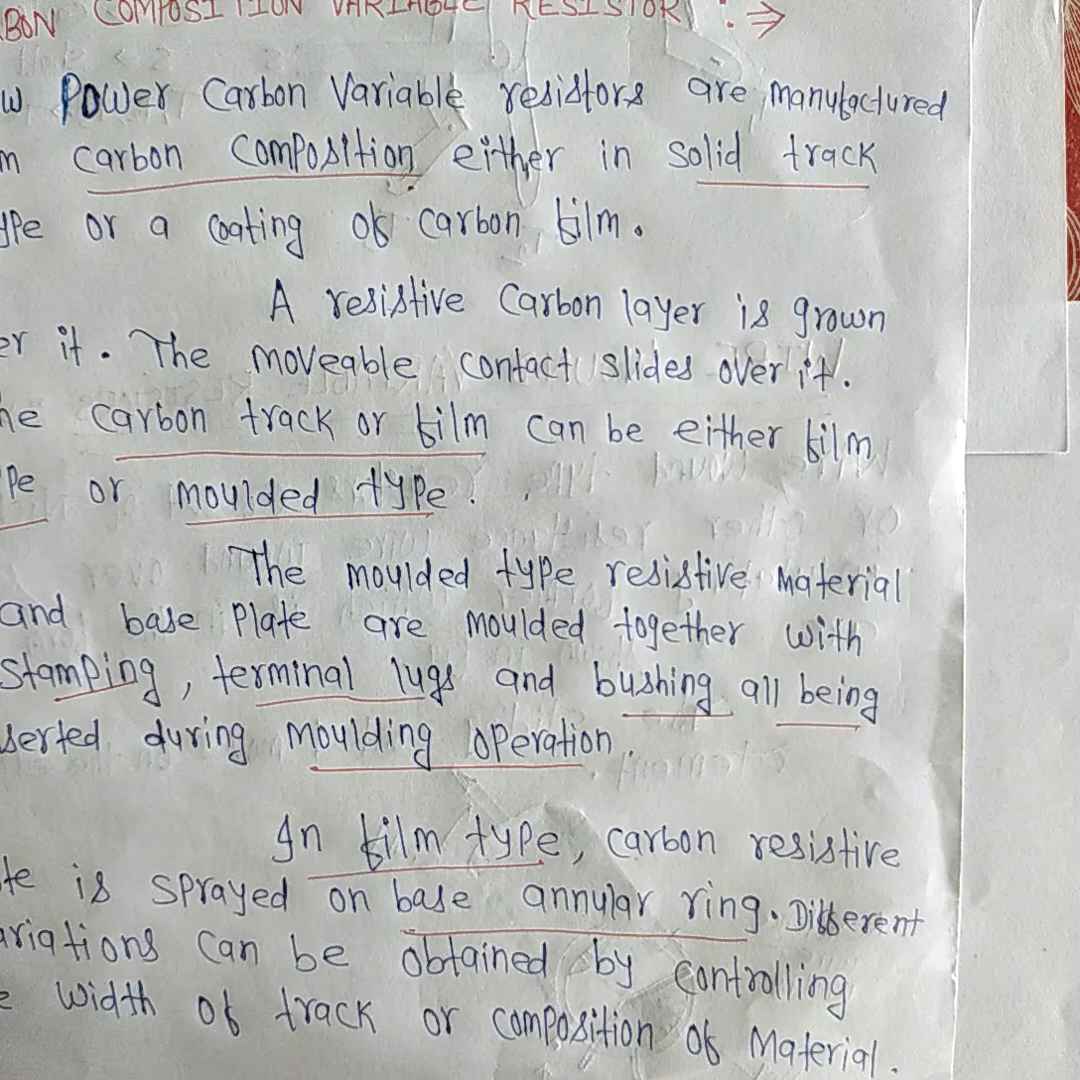 BON COMPOSITION VARIABLE RESISTOR :⇒
w Power Carbon Variable resistors are manufactured
m carbon composition either in solid track
ype or a coating of carbon film.
A resistive Carbon layer is grown
er it. The moveable contact slides over it.
he carbon track or film can be either film
pe or moulded type.
The moulded type resistive material
and base plate are moulded together with
stamping, terminal lugs and bushing all being
serted during moulding operation.
In film type, carbon resistive
te is sprayed on base annular ring. Different
ariations can be obtained by controlling
e width of track or composition of Material.